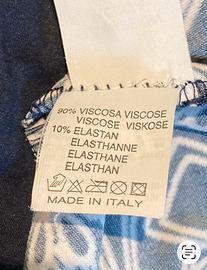 90% VISCOSA VISCOSE
VISCOSE VISKOSE
10% ELASTAN
ELASTHANNE
ELASTHANE
ELASTHAN
MADE IN ITALY